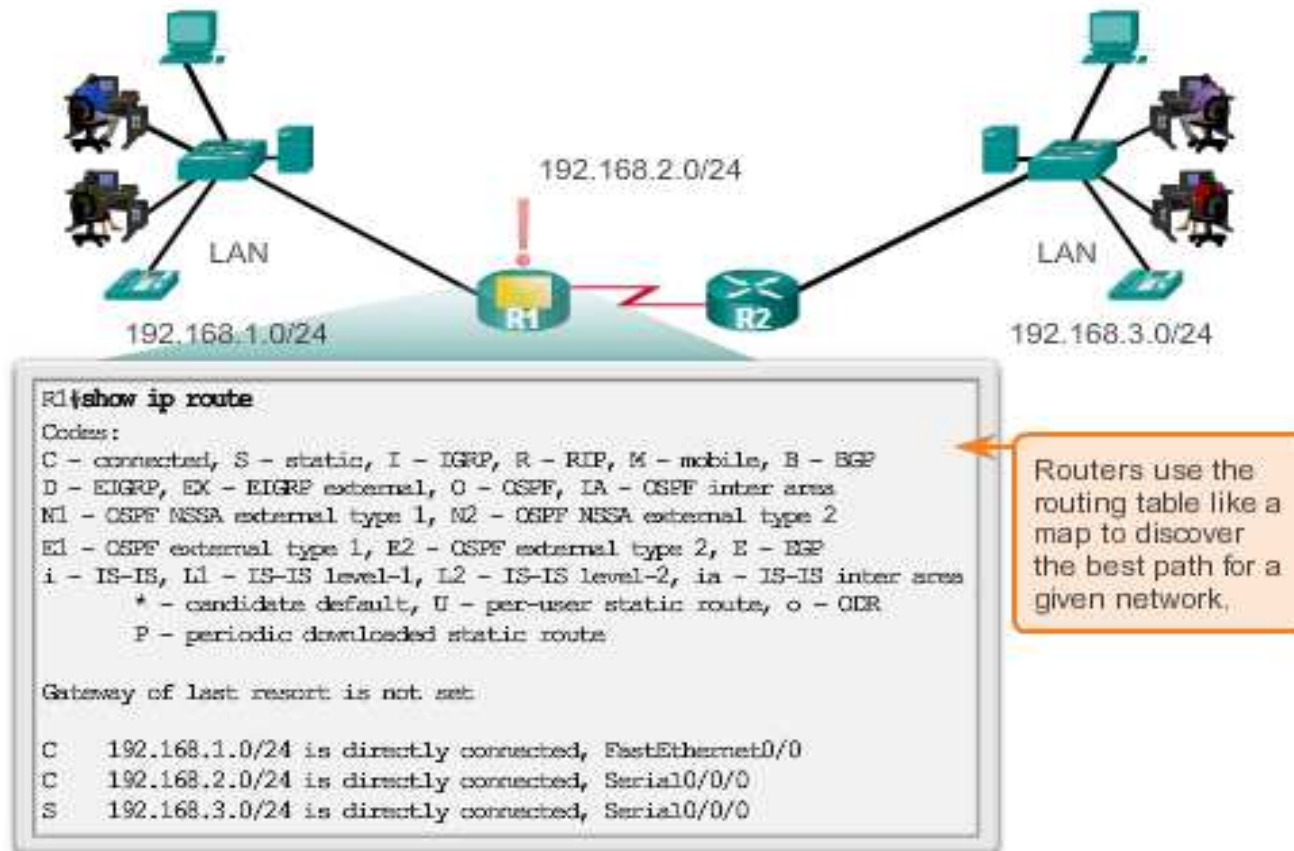 192.168.2.0/24
LAN
LAN
R1
R2
192.168.1.0/24
192.168.3.0/24
R1#show ip route
Codes:
C - connected, S - static, I - IGRP, R - RIP, M - mobile, B - BGP
D - EIGRP, EX - EIGRP external, O - OSPF, IA - OSPF inter area
N1 - OSPF NSSA external type 1, N2 - OSPF NSSA external type 2
E1 - OSPF external type 1, E2 - OSPF external type 2, E - EGP
i - IS-IS, L1 - IS-IS level-1, L2 - IS-IS level-2, ia - IS-IS inter area
* - candidate default, U - per-user static route, o - ODR
P - periodic downloaded static route
Gateway of last resort is not set
C 192.168.1.0/24 is directly connected, FastEthernet0/0
C 192.168.2.0/24 is directly connected, Serial0/0/0
S 192.168.3.0/24 is directly connected, Serial0/0/0
Routers use the
routing table like a
map to discover
the best path for a
given network.